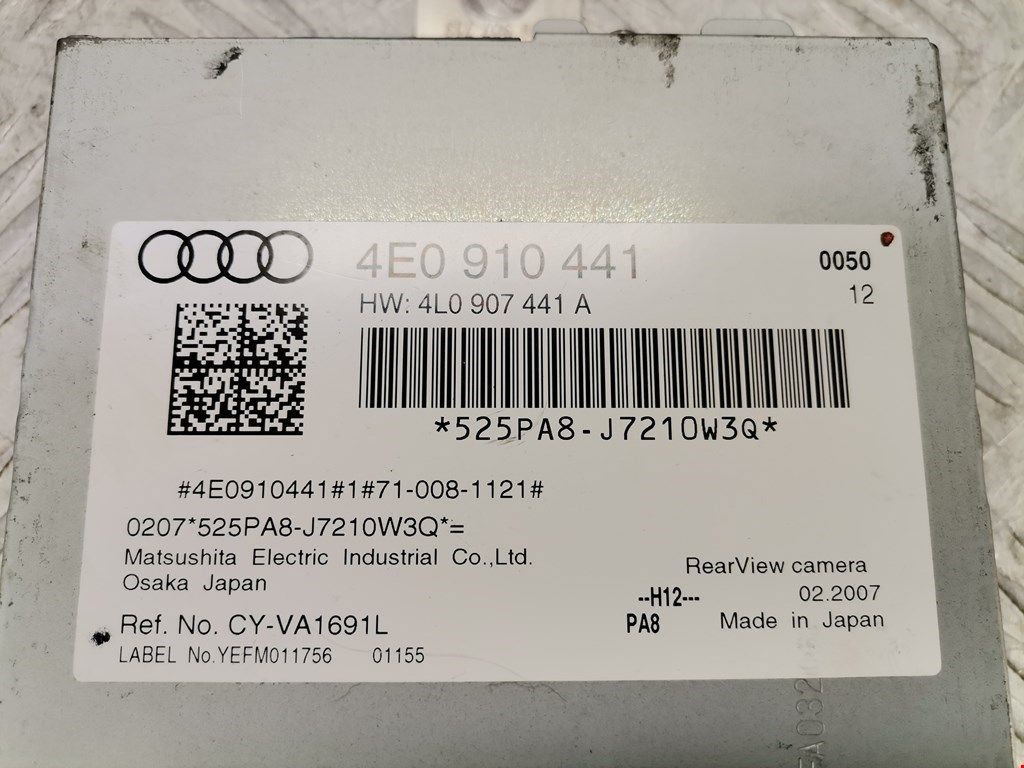 4E0 910 441
0050
HW: 4L0 907 441 A
12
*525PA8-J7210W3Q*
#4E0910441#1#71-008-1121#
0207*525PA8-J7210W3Q*=
Matsushita Electric Industrial Co.,Ltd.
RearView camera
Osaka Japan
--H12---
02.2007
Ref. No. CY-VA1691L
PA8
Made in Japan
LABEL No.YEFM011756 01155